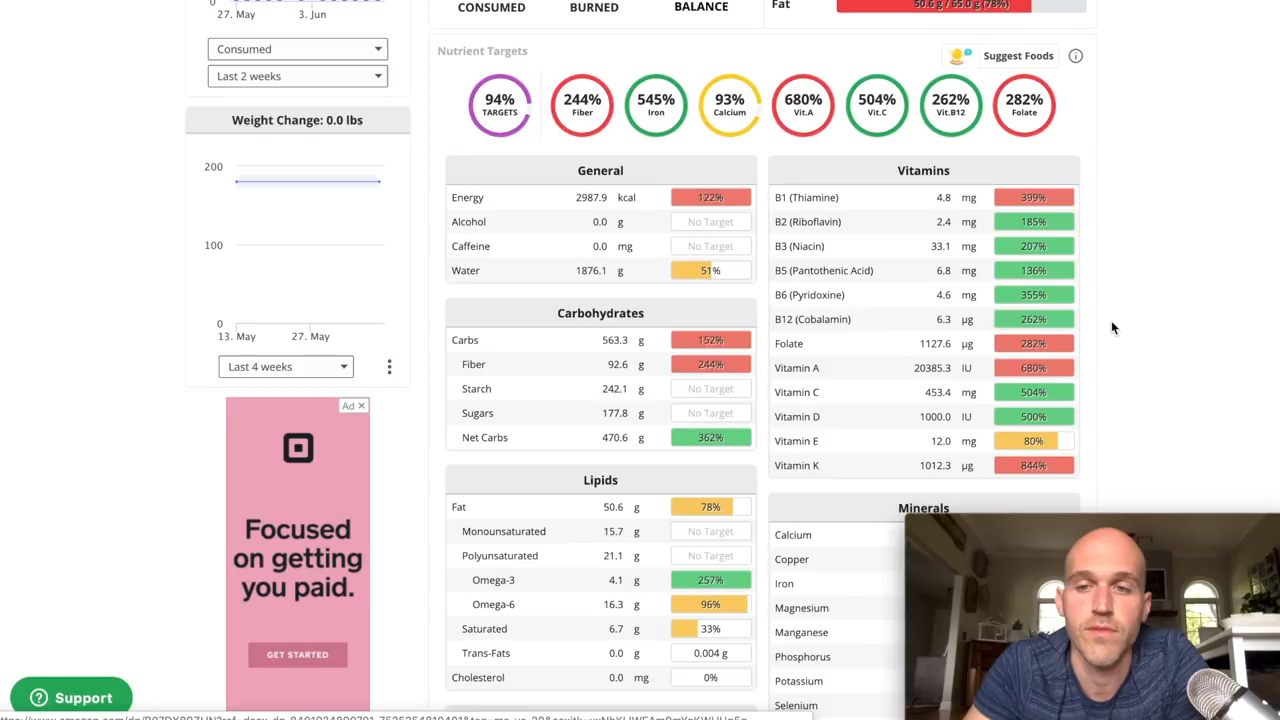 0
27. May 3. Jun
Consumed
Last 2 weeks
Weight Change: 0.0 lbs
200
100
0
13. May 27. May
Last 4 weeks
Ad ✕
Focused
on getting
you paid.
GET STARTED
? Support
CONSUMED BURNED BALANCE
Fat 50.6 g / 65.0 g (78%)
Nutrient Targets
Suggest Foods
94% TARGETS
244% Fiber
545% Iron
93% Calcium
680% Vit.A
504% Vit.C
262% Vit.B12
282% Folate
General
Energy 2987.9 kcal 122%
Alcohol 0.0 g No Target
Caffeine 0.0 mg No Target
Water 1876.1 g 51%
Carbohydrates
Carbs 563.3 g 152%
Fiber 92.6 g 244%
Starch 242.1 g No Target
Sugars 177.8 g No Target
Net Carbs 470.6 g 362%
Lipids
Fat 50.6 g 78%
Monounsaturated 15.7 g No Target
Polyunsaturated 21.1 g No Target
Omega-3 4.1 g 257%
Omega-6 16.3 g 96%
Saturated 6.7 g 33%
Trans-Fats 0.0 g 0.004 g
Cholesterol 0.0 mg 0%
Vitamins
B1 (Thiamine) 4.8 mg 399%
B2 (Riboflavin) 2.4 mg 185%
B3 (Niacin) 33.1 mg 207%
B5 (Pantothenic Acid) 6.8 mg 136%
B6 (Pyridoxine) 4.6 mg 355%
B12 (Cobalamin) 6.3 µg 262%
Folate 1127.6 µg 282%
Vitamin A 20385.3 IU 680%
Vitamin C 453.4 mg 504%
Vitamin D 1000.0 IU 500%
Vitamin E 12.0 mg 80%
Vitamin K 1012.3 µg 844%
Minerals
Calcium
Copper
Iron
Magnesium
Manganese
Phosphorus
Potassium
Selenium